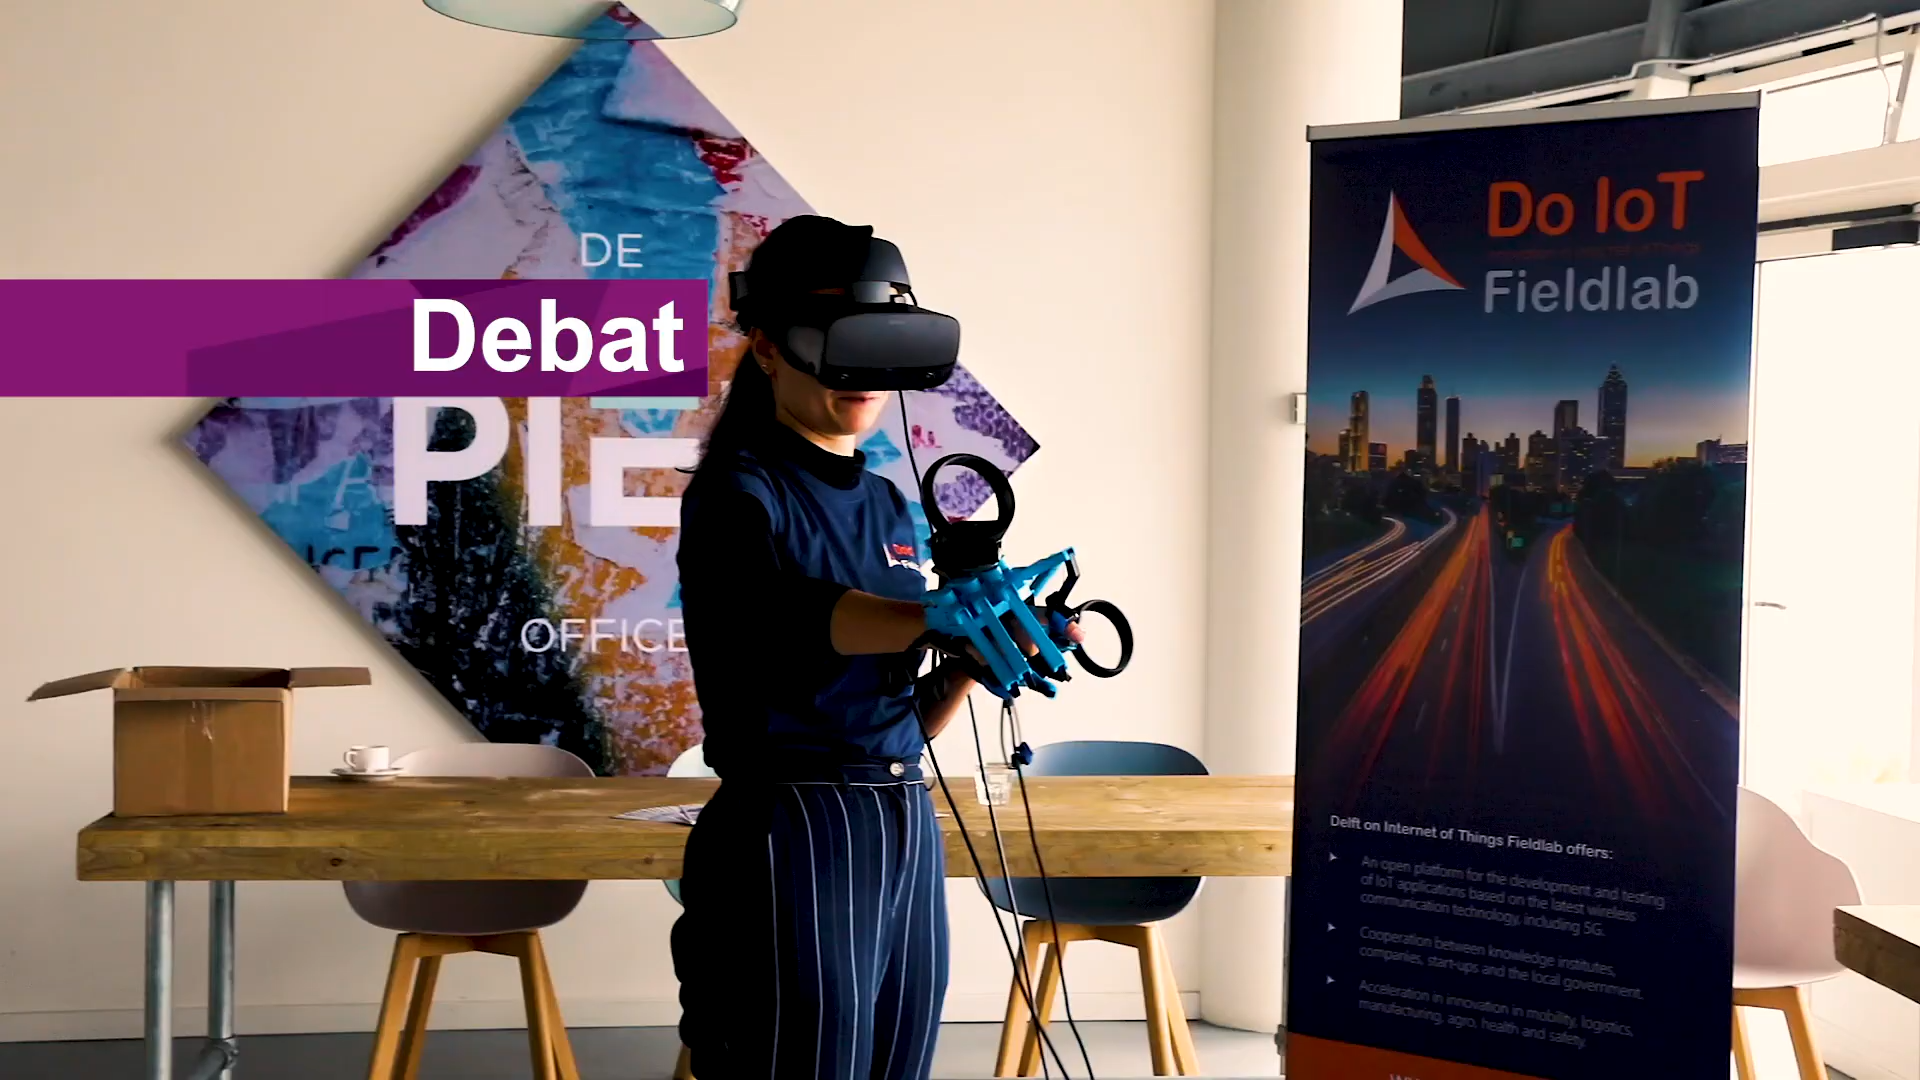 DE
Debat
PIE
OFFICE
Do IoT
Fieldlab
Delft on Internet of Things Fieldlab offers:
An open platform for the development and testing
of IoT applications based on the latest wireless
communication technology, including 5G.
Cooperation between knowledge institutes,
companies, start-ups and the local government.
Acceleration in innovation in mobility, logistics,
manufacturing, agro, health and safety.